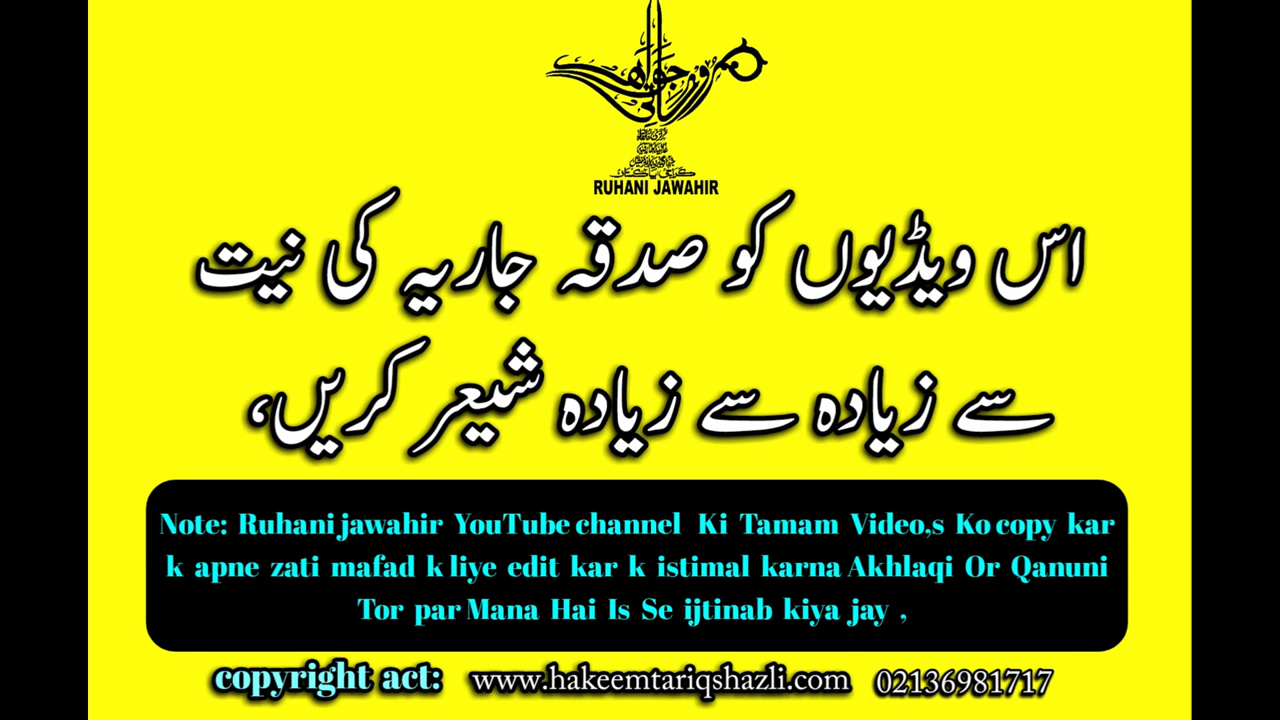 RUHANI JAWAHIR
اس ویڈیوں کو صدقہ جاریہ کی نیت
سے زیادہ سے زیادہ شیعر کریں،
Note: Ruhani jawahir YouTube channel Ki Tamam Video,s Ko copy kar
k apne zati mafad k liye edit kar k istimal karna Akhlaqi Or Qanuni
Tor par Mana Hai Is Se ijtinab kiya jay ,
copyright act: www.hakeemtariqshazli.com 02136981717